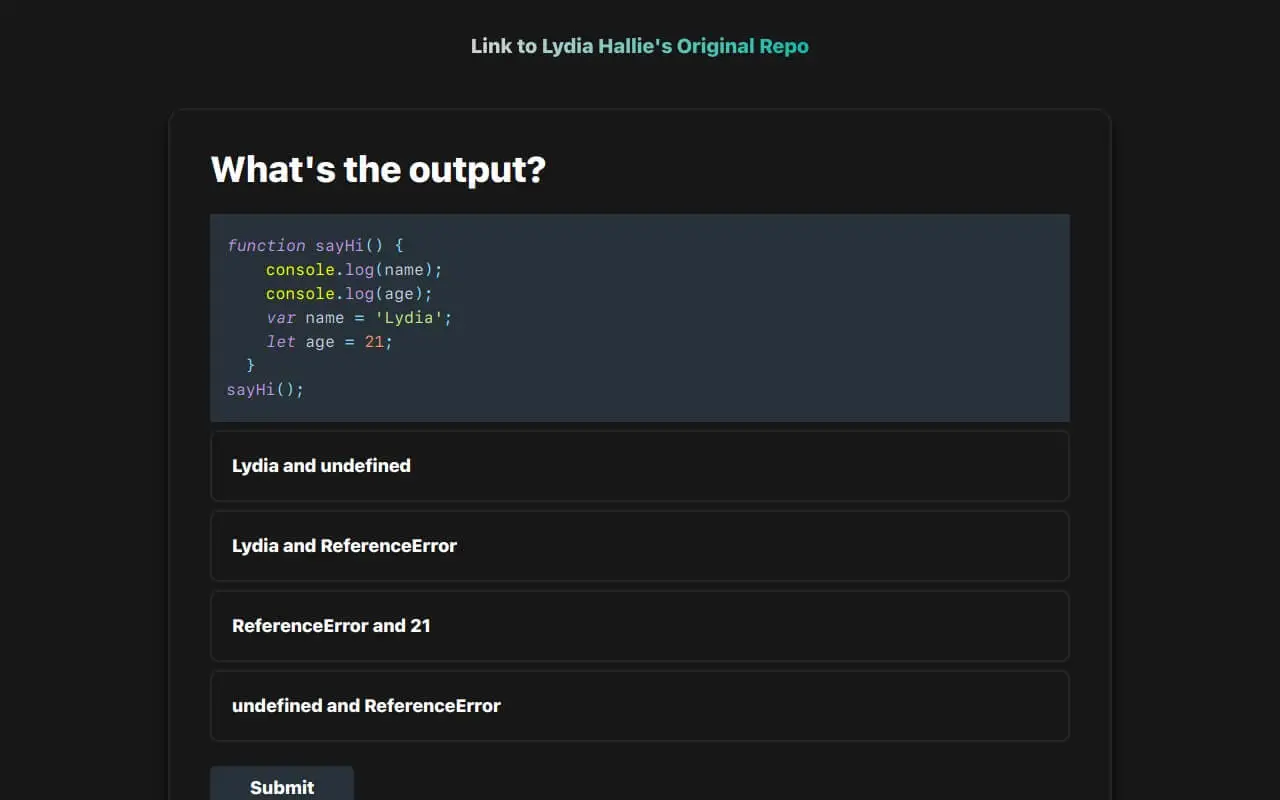 Link to Lydia Hallie's Original Repo
What's the output?
function sayHi() {
    console.log(name);
    console.log(age);
    var name = 'Lydia';
    let age = 21;
  }
sayHi();
Lydia and undefined
Lydia and ReferenceError
ReferenceError and 21
undefined and ReferenceError
Submit